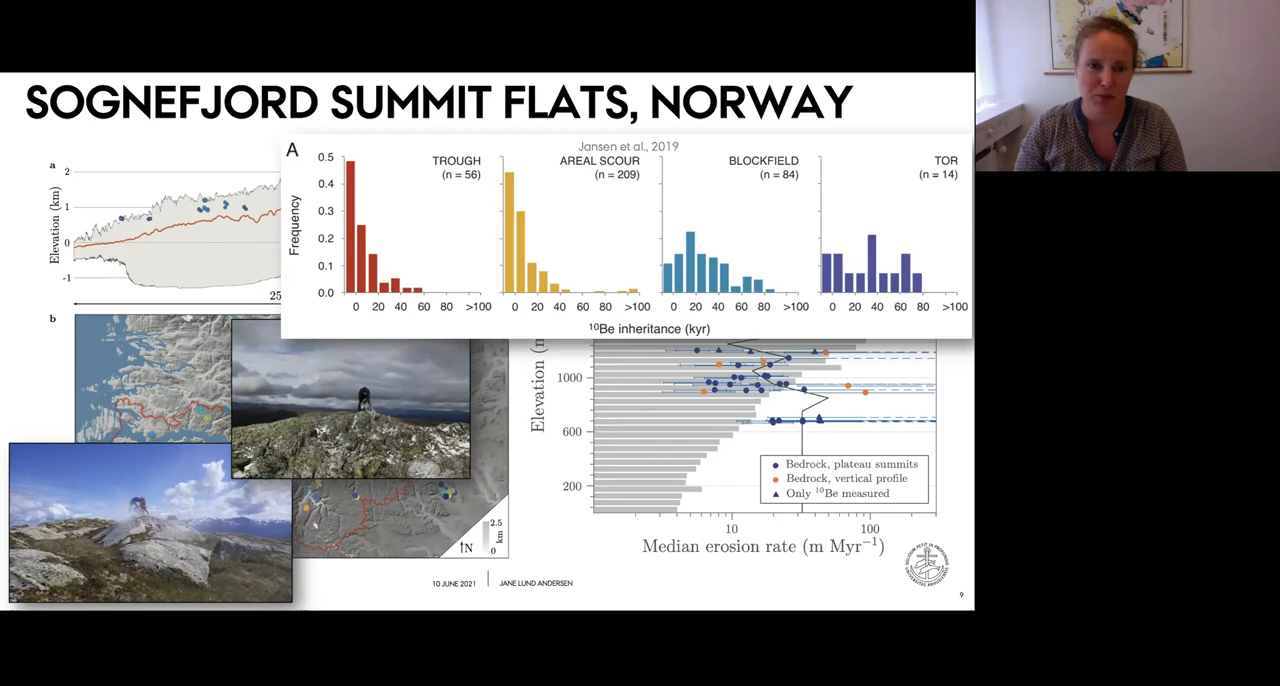 SOGNEFJORD SUMMIT FLATS, NORWAY
A
Jansen et al., 2019
TROUGH
(n = 56)
AREAL SCOUR
(n = 209)
BLOCKFIELD
(n = 84)
TOR
(n = 14)
Frequency
0.5
0.4
0.3
0.2
0.1
0.0
0 20 40 60 80 >100
0 20 40 60 80 >100
0 20 40 60 80 >100
0 20 40 60 80 >100
10Be inheritance (kyr)
a
Elevation (km)
2
1
0
-1
25
b
2.5
km
0
N
Elevation (m
1000
600
200
Bedrock, plateau summits
Bedrock, vertical profile
Only 10Be measured
10 100
Median erosion rate (m Myr−1)
10 JUNE 2021 JANE LUND ANDERSEN
9